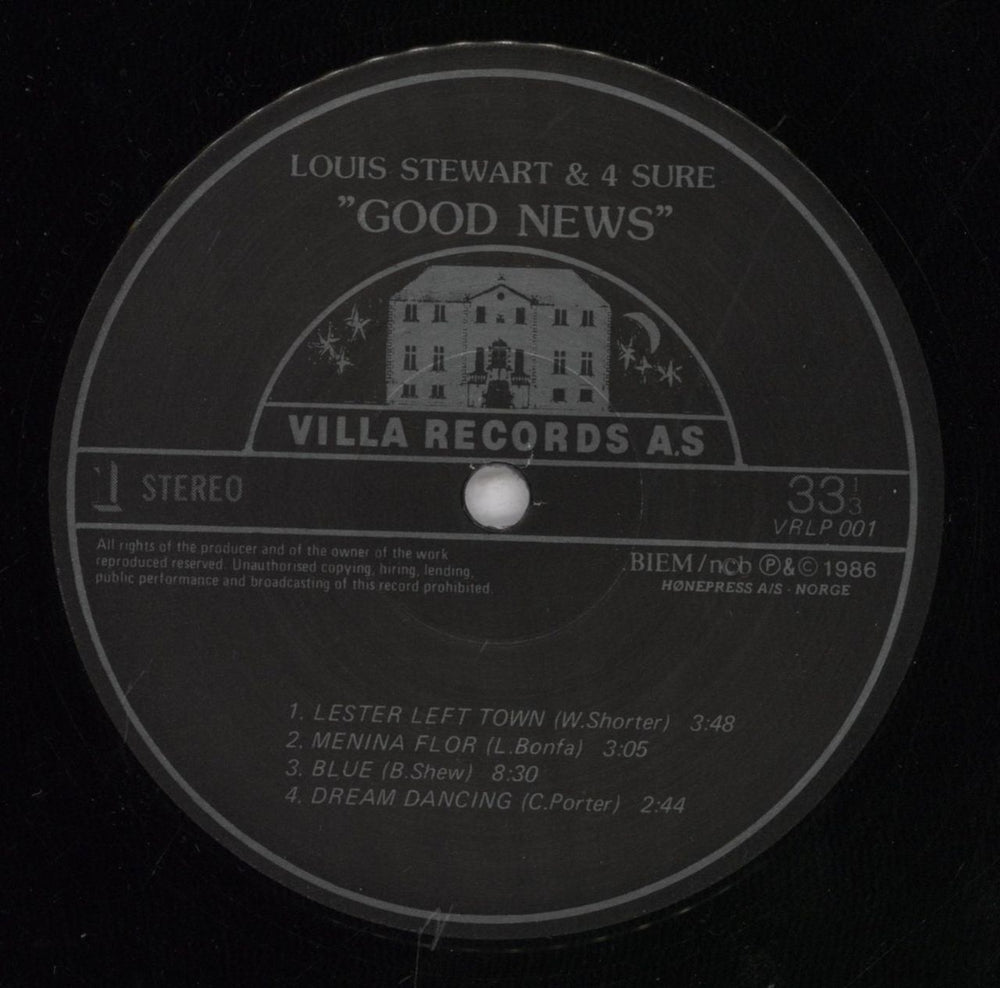 LOUIS STEWART & 4 SURE
”GOOD NEWS”
VILLA RECORDS A.S
1 STEREO
33 1/3
VRLP 001
All rights of the producer and of the owner of the work
reproduced reserved. Unauthorised copying, hiring, lending,
public performance and broadcasting of this record prohibited.
BIEM/ncb Ⓟ&© 1986
HØNEPRESS A/S - NORGE
1. LESTER LEFT TOWN (W.Shorter) 3:48
2. MENINA FLOR (L.Bonfa) 3:05
3. BLUE (B.Shew) 8:30
4. DREAM DANCING (C.Porter) 2:44